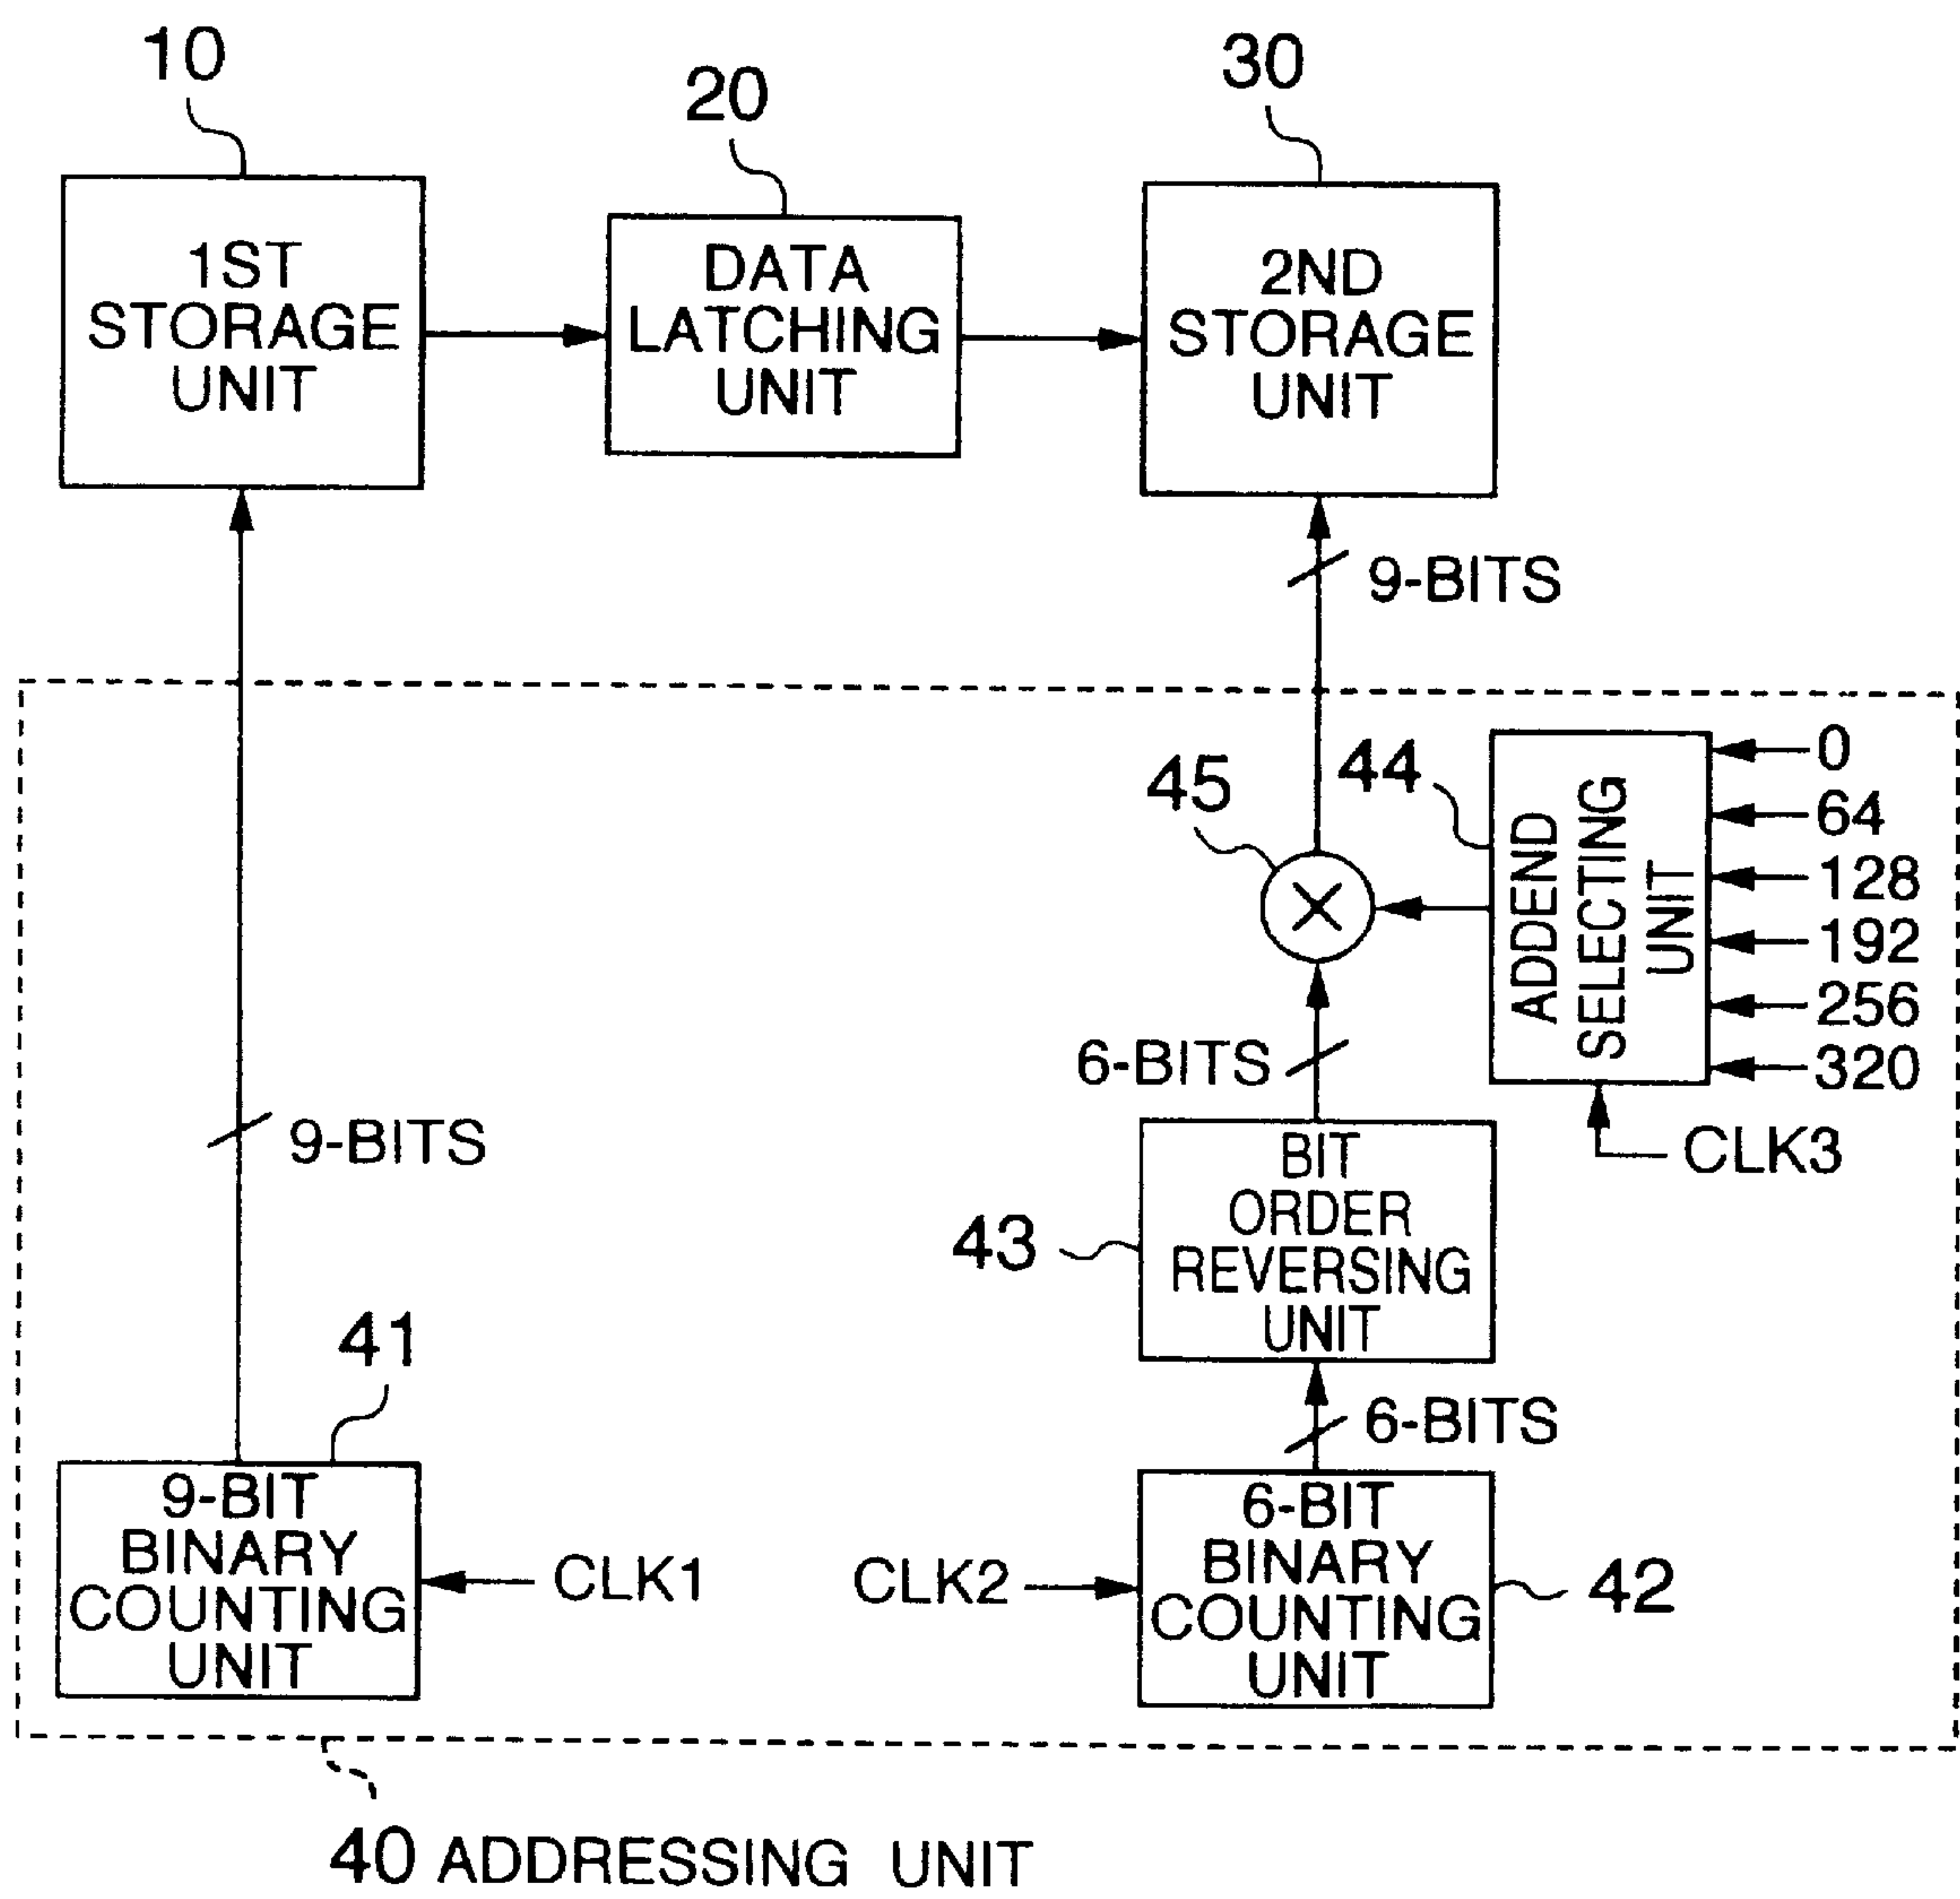 10
20
30
1ST
STORAGE
UNIT
DATA
LATCHING
UNIT
2ND
STORAGE
UNIT
9-BITS
45
44
ADDEND
SELECTING
UNIT
0
64
128
192
256
320
6-BITS
CLK3
9-BITS
43
BIT
ORDER
REVERSING
UNIT
41
6-BITS
9-BIT
BINARY
COUNTING
UNIT
CLK1
CLK2
6-BIT
BINARY
COUNTING
UNIT
42
40 ADDRESSING UNIT